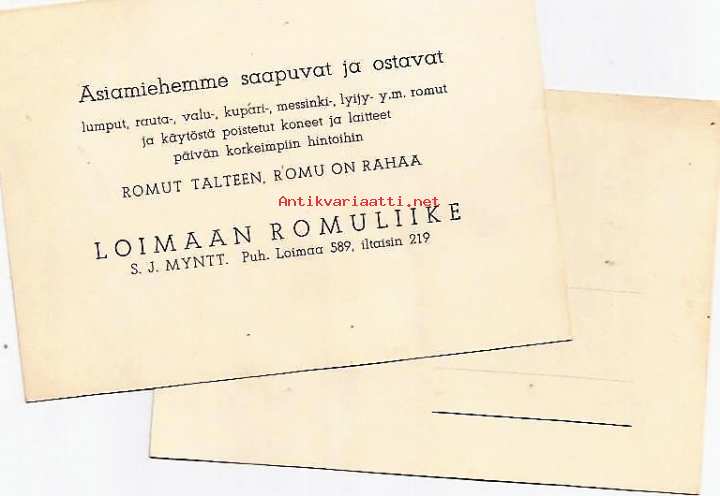 Asiamiehemme saapuvat ja ostavat
lumput, rauta-, valu-, kupari-, messinki-, lyijy- y.m. romut
ja käytöstä poistetut koneet ja laitteet
päivän korkeimpiin hintoihin
ROMUT TALTEEN, ROMU ON RAHAA
Antikvariaatti.net
LOIMAAN ROMULIIKE
S. J. MYNTT. Puh. Loimaa 589, iltaisin 219